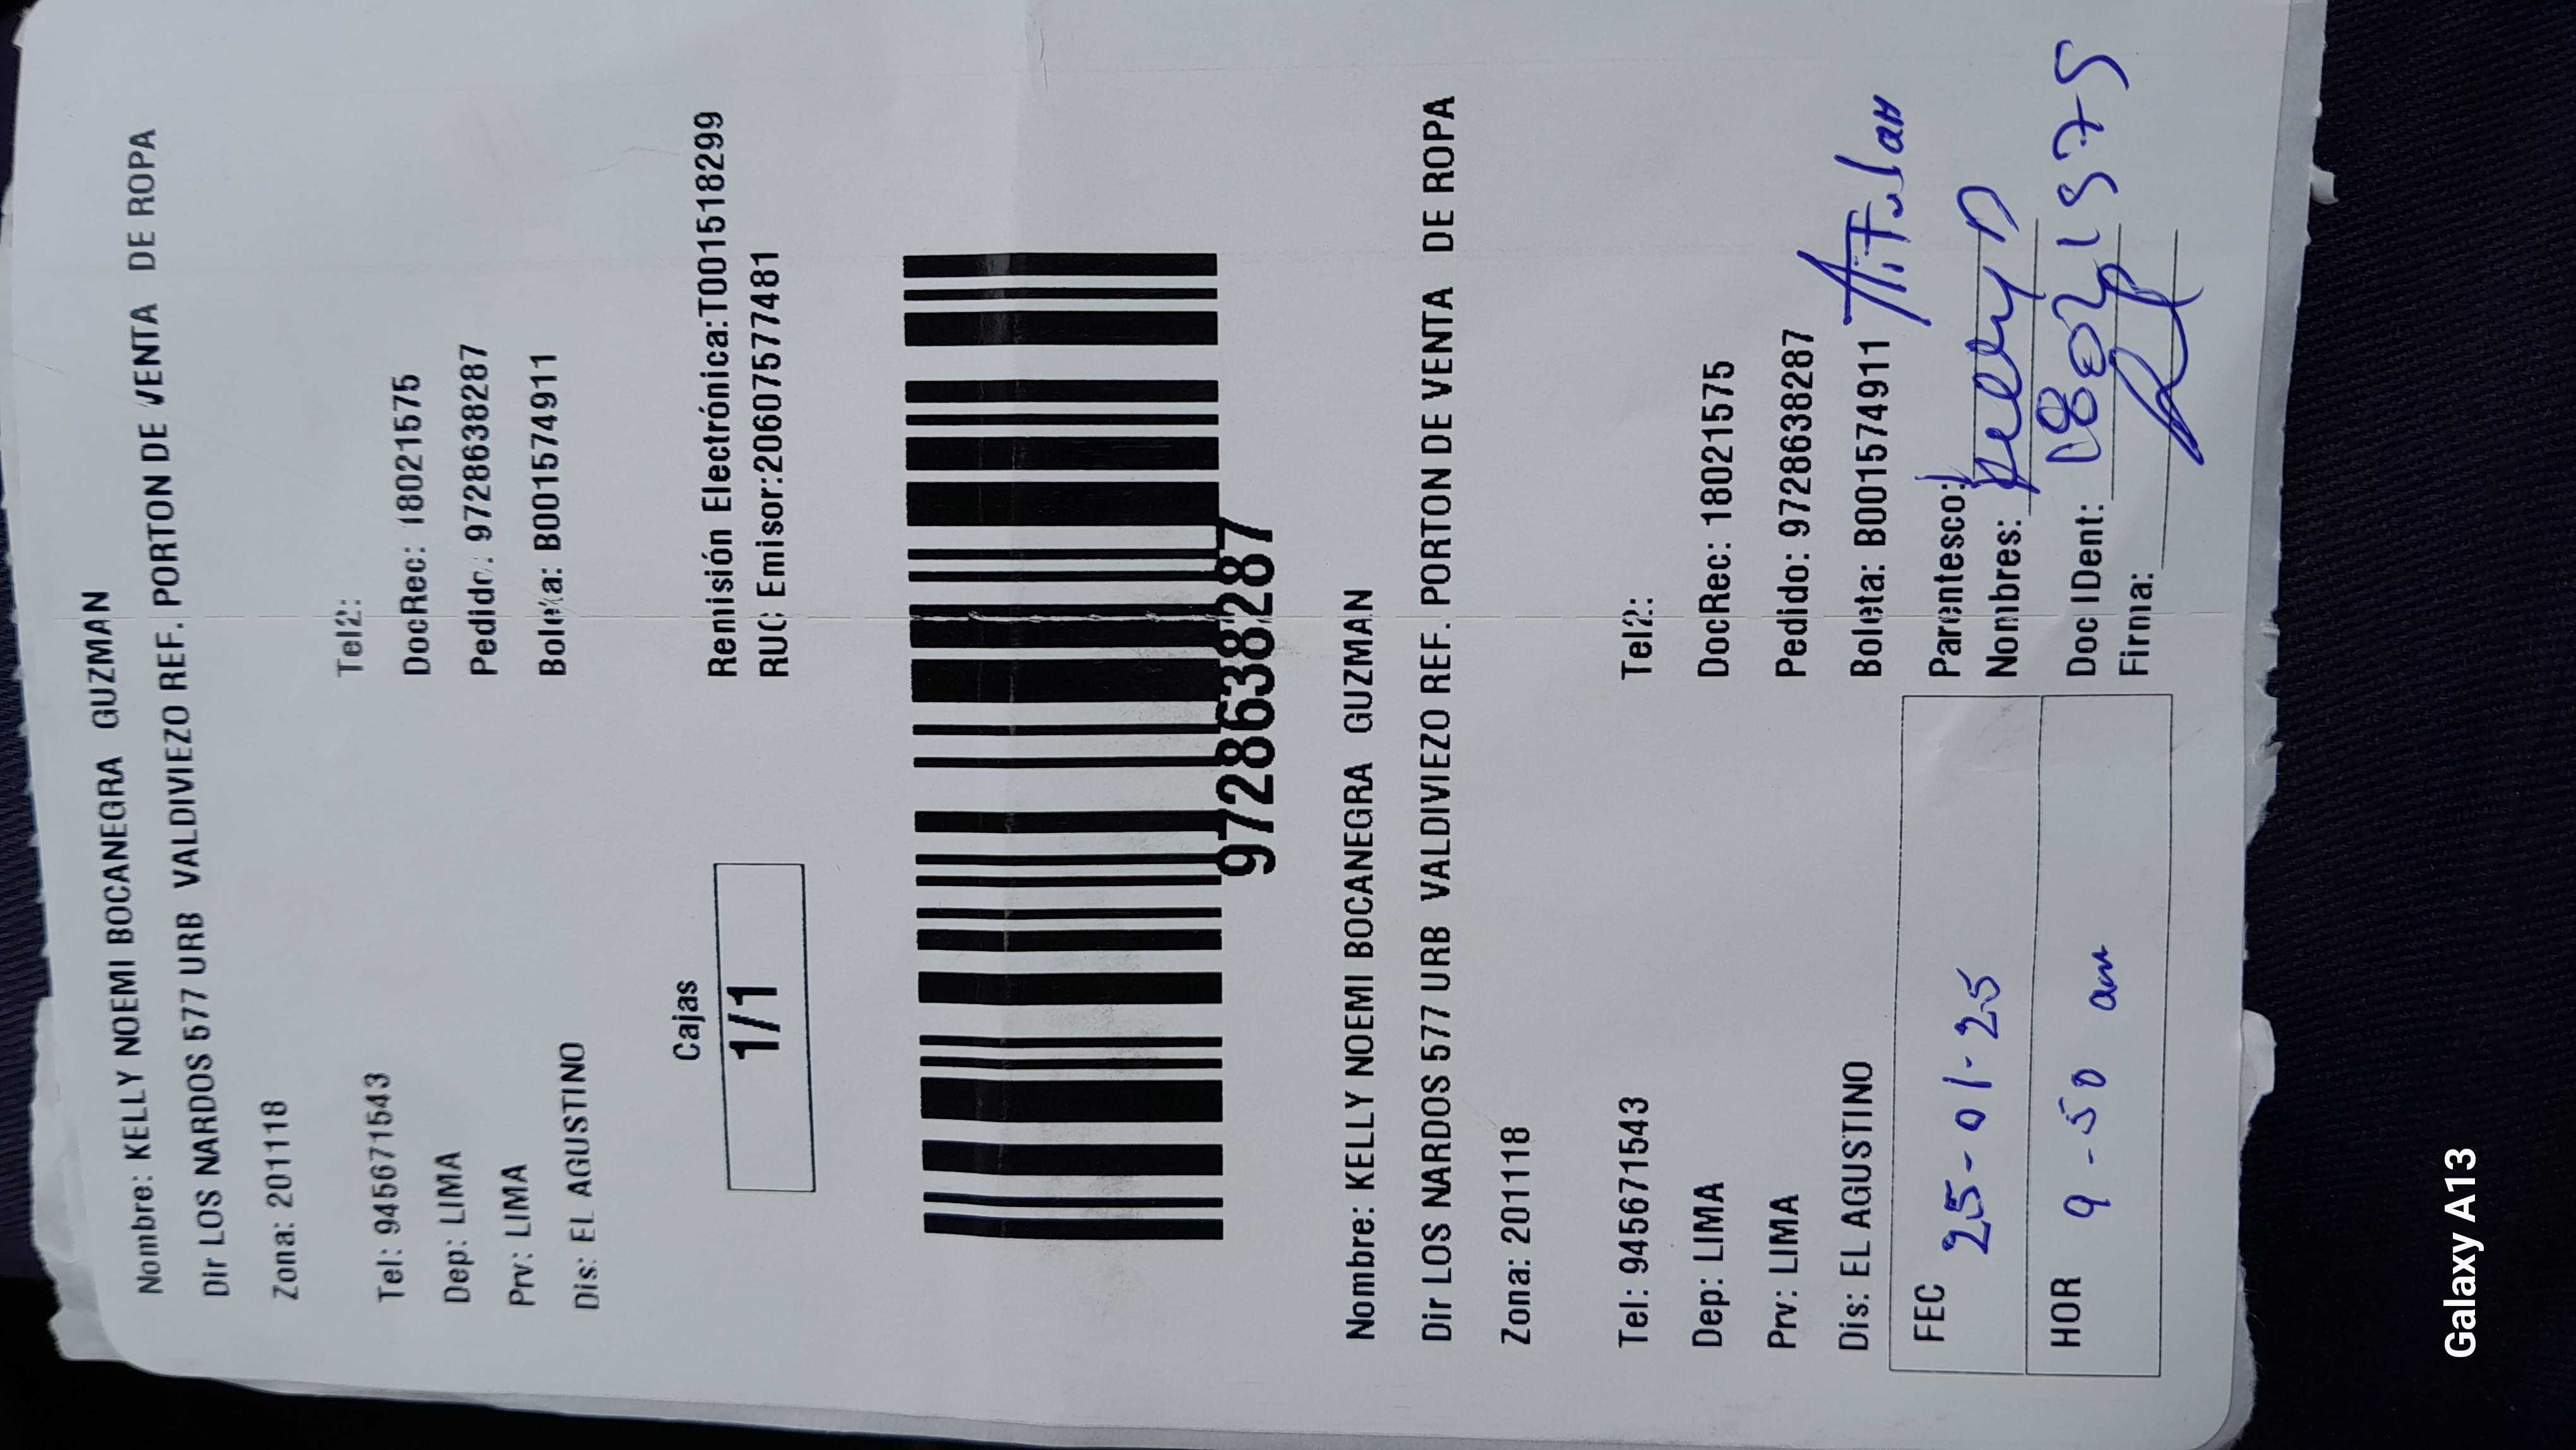 Nombre: KELLY NOEMI BOCANEGRA GUZMAN
Dir LOS NARDOS 577 URB VALDIVIEZO REF. PORTON DE VENTA DE ROPA
Zona: 201118
Tel: 945671543 Tel2:
Dep: LIMA DocRec: 18021575
Prv: LIMA Pedido: 9728638287
Dis: EL AGUSTINO Boleta: B001574911
Cajas
1/1
Remisión Electrónica:T001518299
RUC Emisor:20607577481
9728638287
Nombre: KELLY NOEMI BOCANEGRA GUZMAN
Dir LOS NARDOS 577 URB VALDIVIEZO REF. PORTON DE VENTA DE ROPA
Zona: 201118
Tel: 945671543 Tel2:
Dep: LIMA DocRec: 18021575
Prv: LIMA Pedido: 9728638287
Dis: EL AGUSTINO Boleta: B001574911
FEC 25-01-25 Parentesco:
Nombres: Kelly
HOR 9-50 am Doc IDent: 18021575
Firma:
Galaxy A13